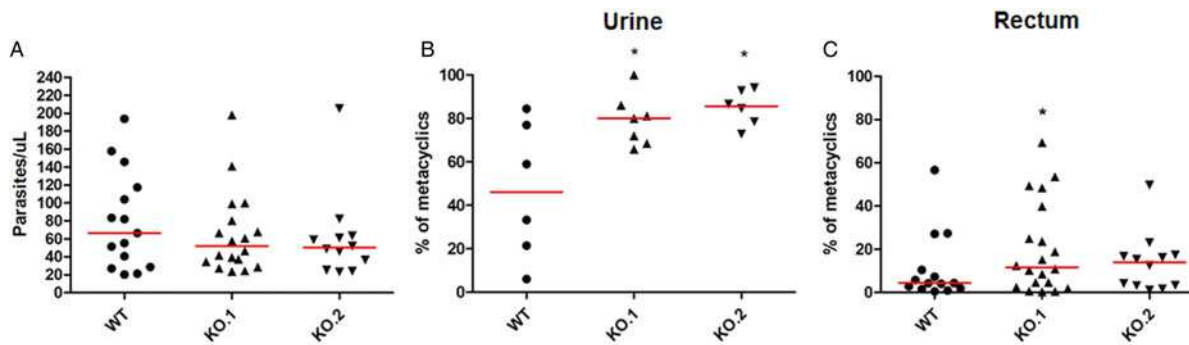 Urine
Rectum
A
Parasites/uL
240
220
200
180
160
140
120
100
80
60
40
20
0
WT
KO.1
KO.2
B
% of metacyclics
100
80
60
40
20
0
*
*
WT
KO.1
KO.2
C
% of metacyclics
100
80
60
40
20
0
*
WT
KO.1
KO.2